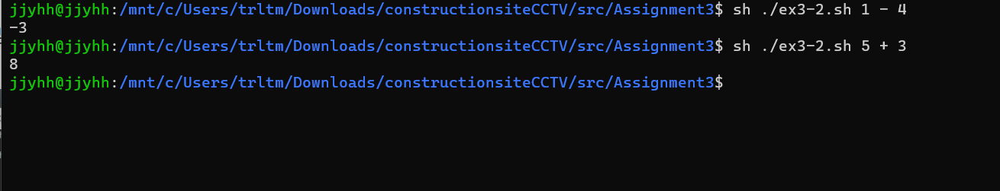 jjyhh@jjyhh:/mnt/c/Users/trltm/Downloads/constructionsiteCCTV/src/Assignment3$ sh ./ex3-2.sh 1 - 4
-3
jjyhh@jjyhh:/mnt/c/Users/trltm/Downloads/constructionsiteCCTV/src/Assignment3$ sh ./ex3-2.sh 5 + 3
8
jjyhh@jjyhh:/mnt/c/Users/trltm/Downloads/constructionsiteCCTV/src/Assignment3$